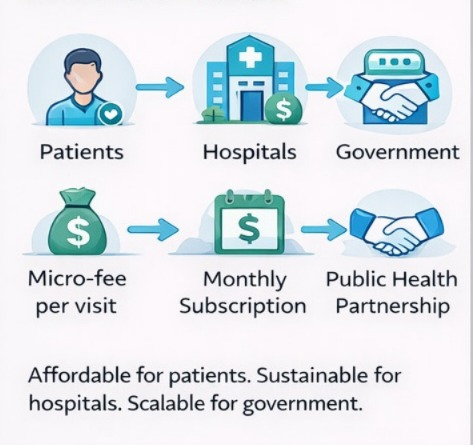 Patients
Hospitals
Government
$
$
$
Micro-fee
per visit
Monthly
Subscription
Public Health
Partnership
Affordable for patients. Sustainable for
hospitals. Scalable for government.